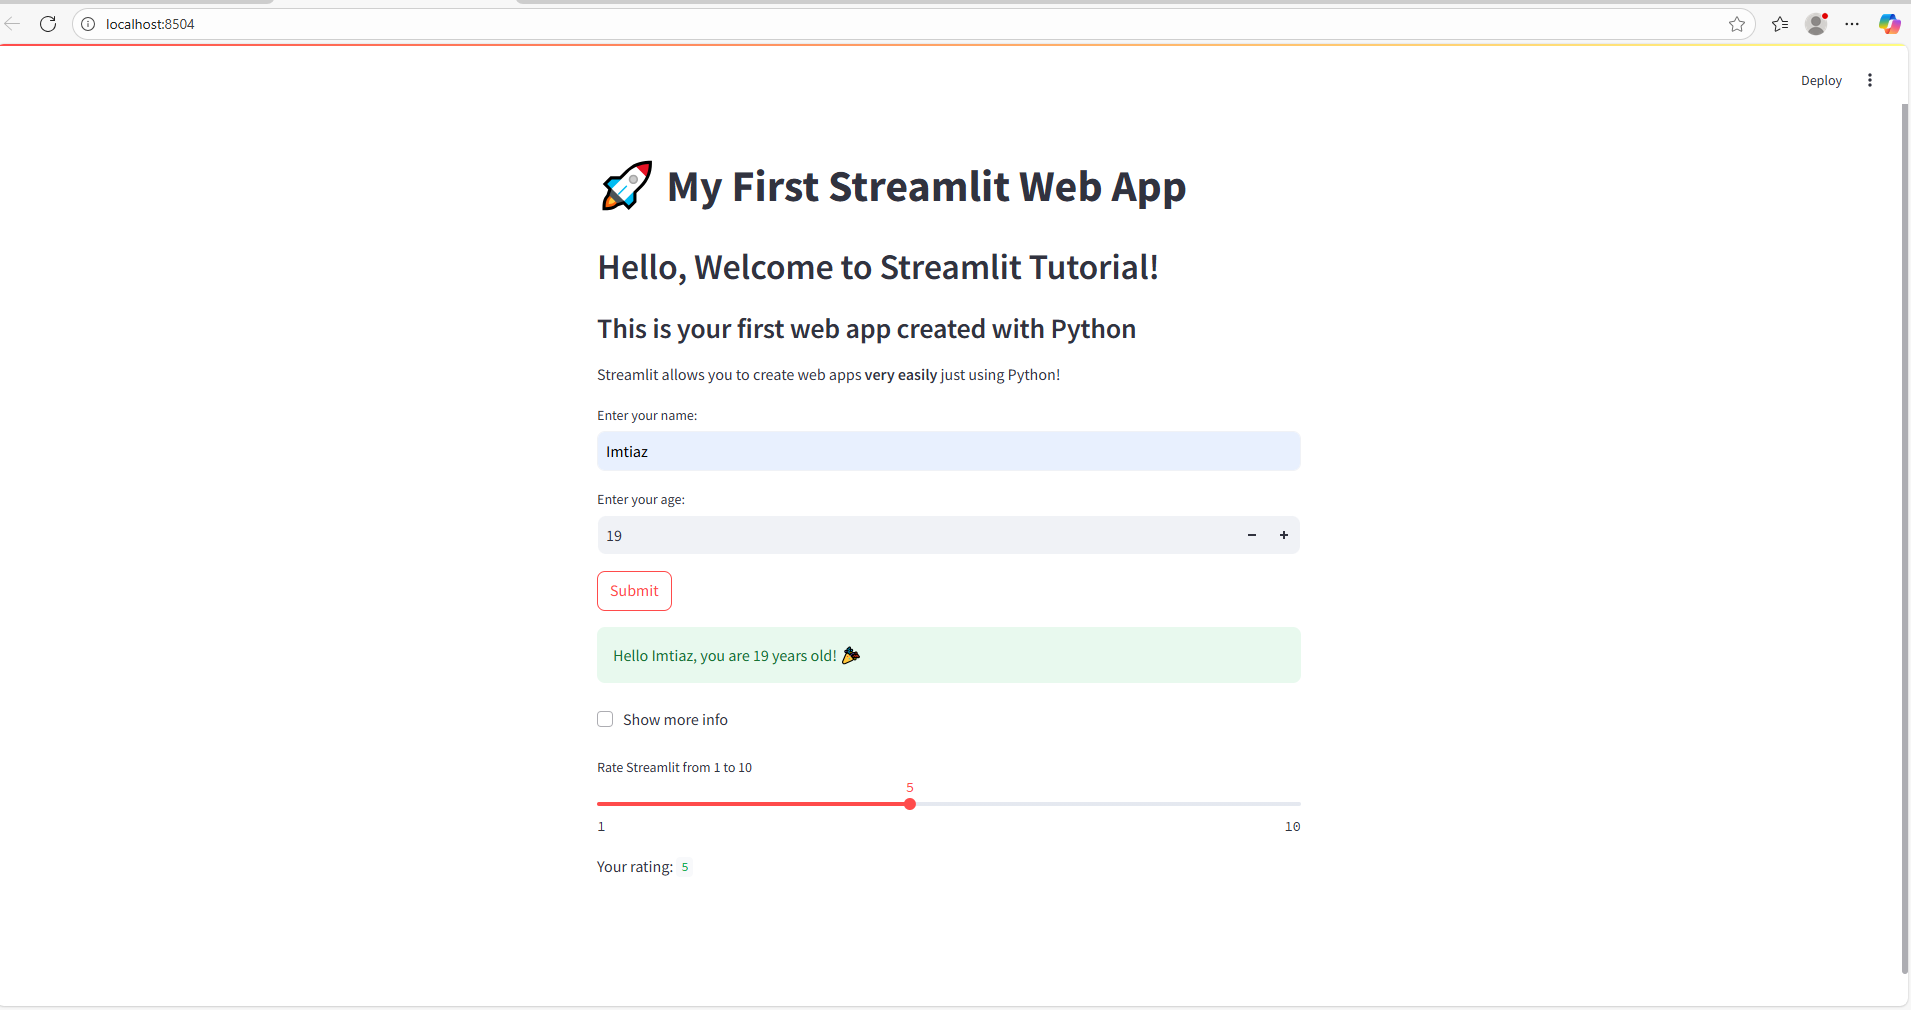 localhost:8504
Deploy
🚀 My First Streamlit Web App
Hello, Welcome to Streamlit Tutorial!
This is your first web app created with Python
Streamlit allows you to create web apps very easily just using Python!
Enter your name:
Imtiaz
Enter your age:
19
Submit
Hello Imtiaz, you are 19 years old! 🎉
Show more info
Rate Streamlit from 1 to 10
5
1 10
Your rating: 5